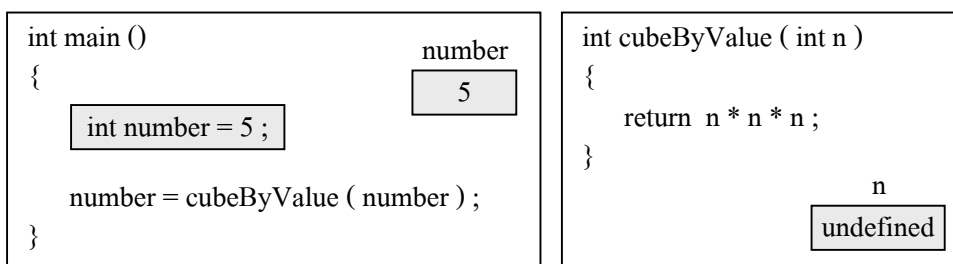 int main ()
{
number
5
int number = 5 ;
number = cubeByValue ( number ) ;
}
int cubeByValue ( int n )
{
return n * n * n ;
}
n
undefined